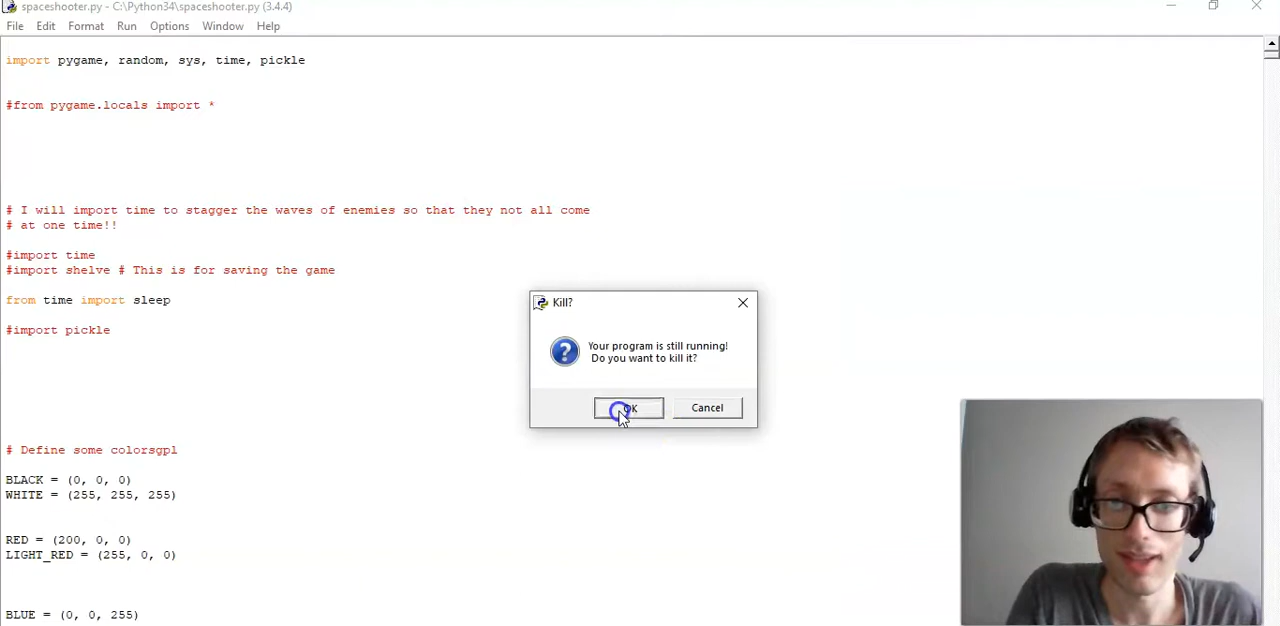 spaceshooter.py - C:\Python34\spaceshooter.py (3.4.4)
File Edit Format Run Options Window Help
import pygame, random, sys, time, pickle
#from pygame.locals import *
# I will import time to stagger the waves of enemies so that they not all come
# at one time!!
#import time
#import shelve # This is for saving the game
from time import sleep
#import pickle
Kill?
Your program is still running!
Do you want to kill it?
OK Cancel
# Define some colorsgpl
BLACK = (0, 0, 0)
WHITE = (255, 255, 255)
RED = (200, 0, 0)
LIGHT_RED = (255, 0, 0)
BLUE = (0, 0, 255)